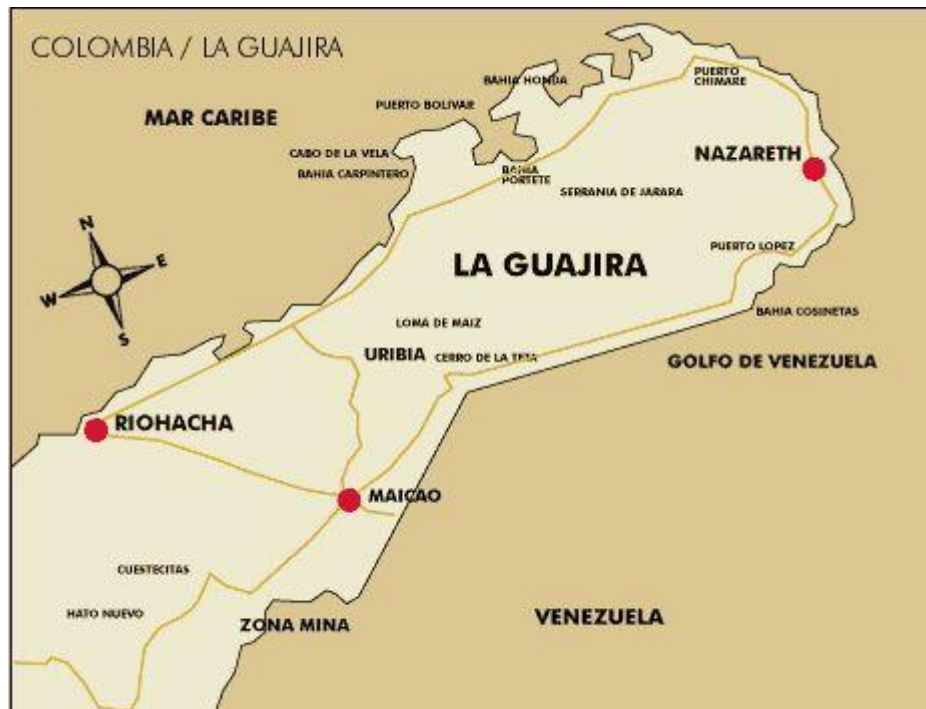 COLOMBIA / LA GUAJIRA
MAR CARIBE
BAHIA HONDA
PUERTO
CHIMARE
PUERTO BOLIVAR
CABO DE LA VELA
BAHIA CARPINTERO
BAHIA
PORTETE
NAZARETH
SERRANIA DE JARARA
N
E
W
S
LA GUAJIRA
PUERTO LOPEZ
BAHIA COSINETAS
LOMA DE MAIZ
URIBIA
CERRO DE LA TETA
GOLFO DE VENEZUELA
RIOHACHA
MAICAO
CUESTECITAS
HATO NUEVO
ZONA MINA
VENEZUELA